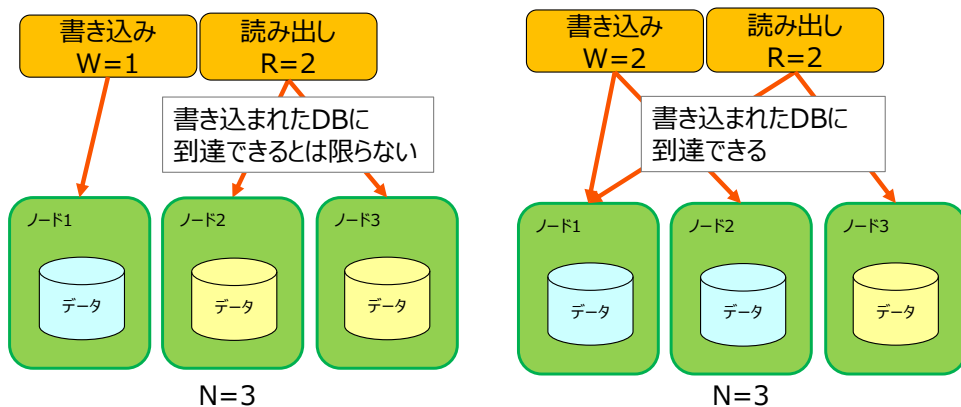 書き込み
W=1
読み出し
R=2
書き込まれたDBに
到達できるとは限らない
ノード1
データ
ノード2
データ
ノード3
データ
N=3
書き込み
W=2
読み出し
R=2
書き込まれたDBに
到達できる
ノード1
データ
ノード2
データ
ノード3
データ
N=3